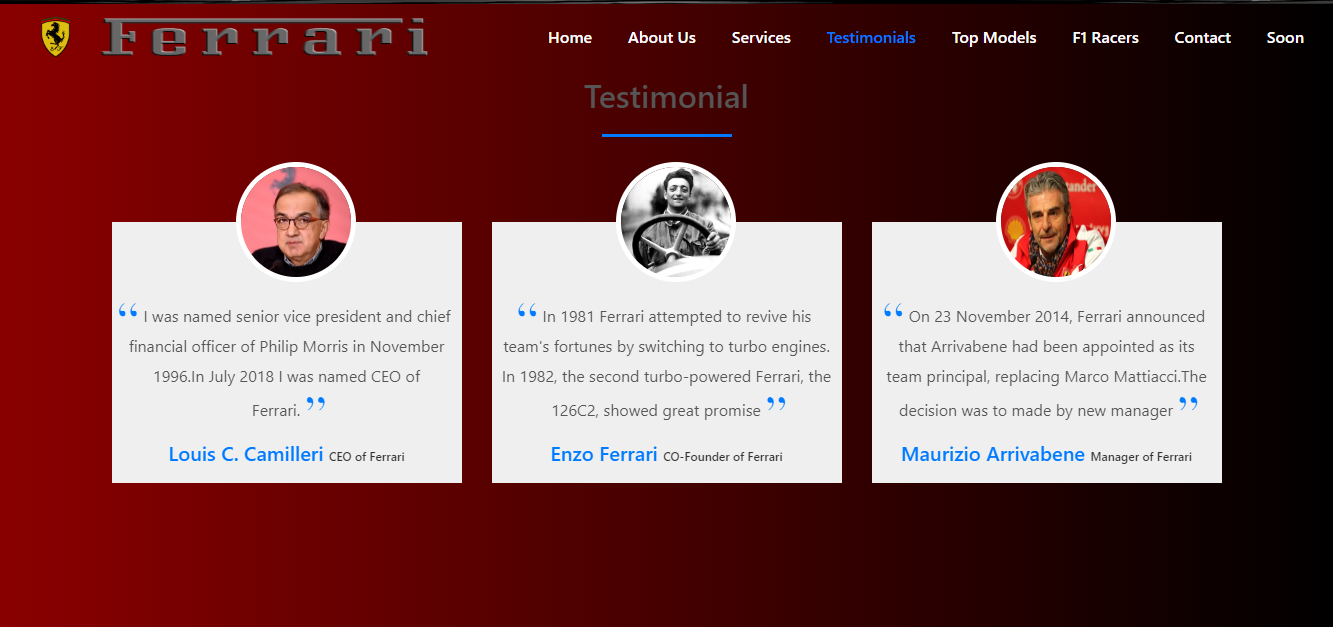 Ferrari
Home About Us Services Testimonials Top Models F1 Racers Contact Soon
Testimonial
“ I was named senior vice president and chief
financial officer of Philip Morris in November
1996.In July 2018 I was named CEO of
Ferrari. ”
Louis C. Camilleri CEO of Ferrari
“ In 1981 Ferrari attempted to revive his
team's fortunes by switching to turbo engines.
In 1982, the second turbo-powered Ferrari, the
126C2, showed great promise ”
Enzo Ferrari CO-Founder of Ferrari
“ On 23 November 2014, Ferrari announced
that Arrivabene had been appointed as its
team principal, replacing Marco Mattiacci.The
decision was to made by new manager ”
Maurizio Arrivabene Manager of Ferrari